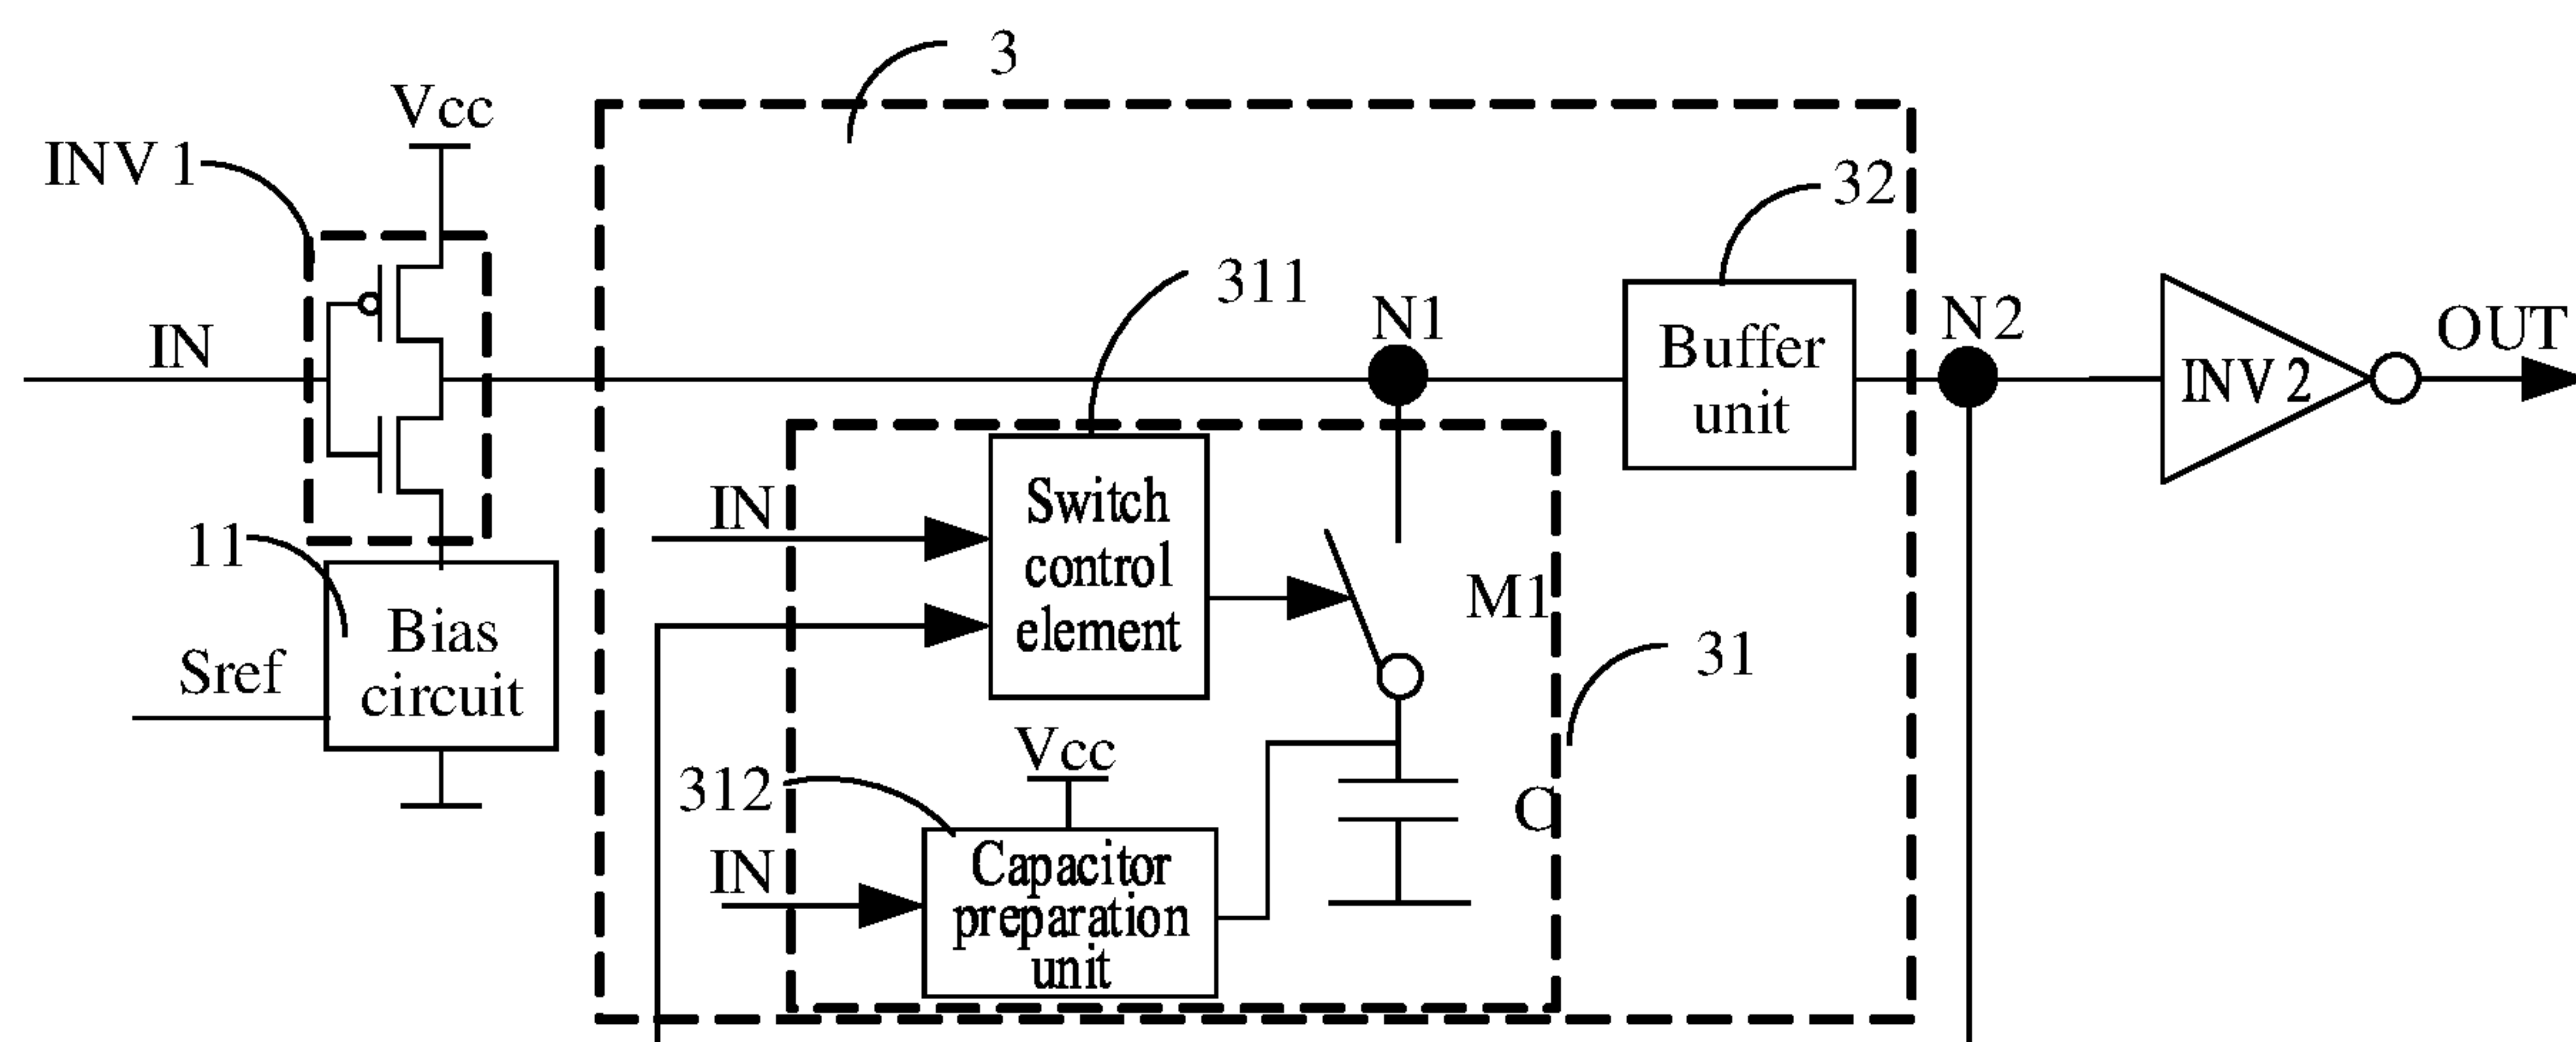 3
Vcc
INV 1
32
311
N1
N2
OUT
IN
Buffer
unit
INV 2
IN
Switch
control
element
11
M1
Bias
circuit
31
Sref
Vcc
312
C
IN
Capacitor
preparation
unit